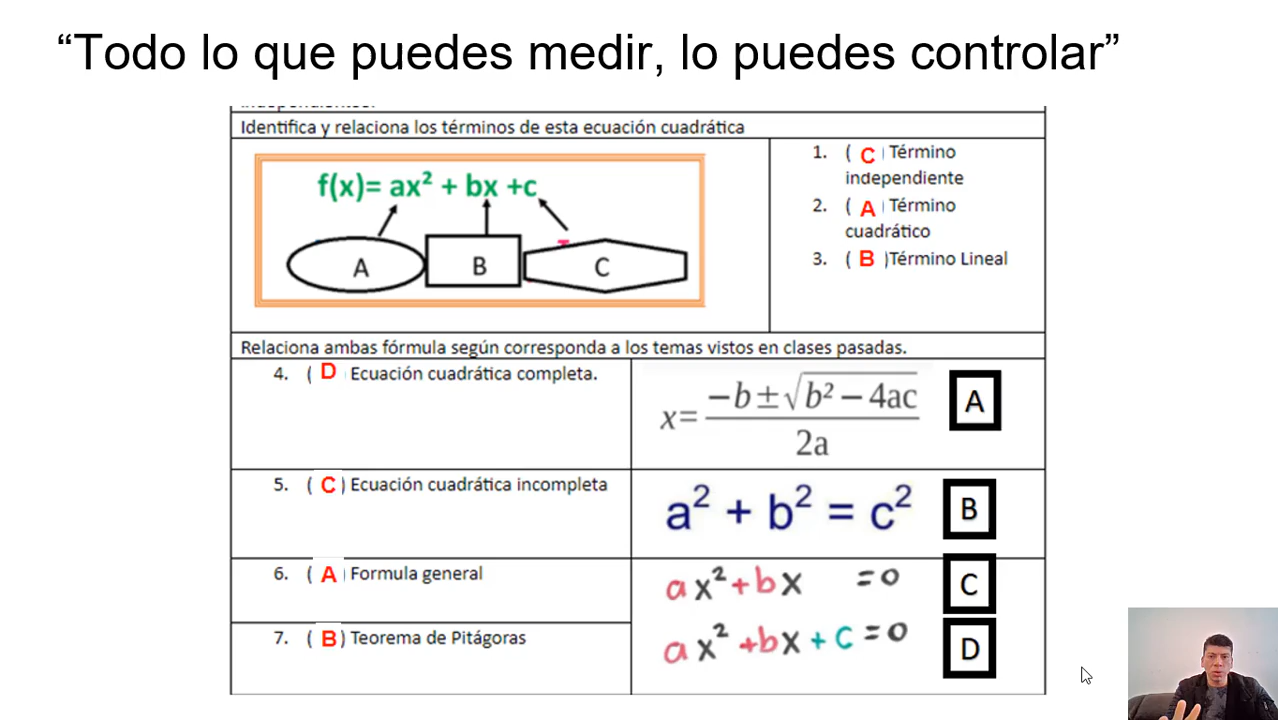 “Todo lo que puedes medir, lo puedes controlar”
Identifica y relaciona los términos de esta ecuación cuadrática
f(x)= ax² + bx +c
A
B
C
1. ( C ) Término
independiente
2. ( A ) Término
cuadrático
3. ( B )Término Lineal
Relaciona ambas fórmula según corresponda a los temas vistos en clases pasadas.
4. ( D ) Ecuación cuadrática completa.
x= −b ± √b² − 4ac
2a
A
5. ( C ) Ecuación cuadrática incompleta
a² + b² = c²
B
6. ( A ) Formula general
ax²+bx =0
C
7. ( B ) Teorema de Pitágoras
ax²+bx+c=0
D